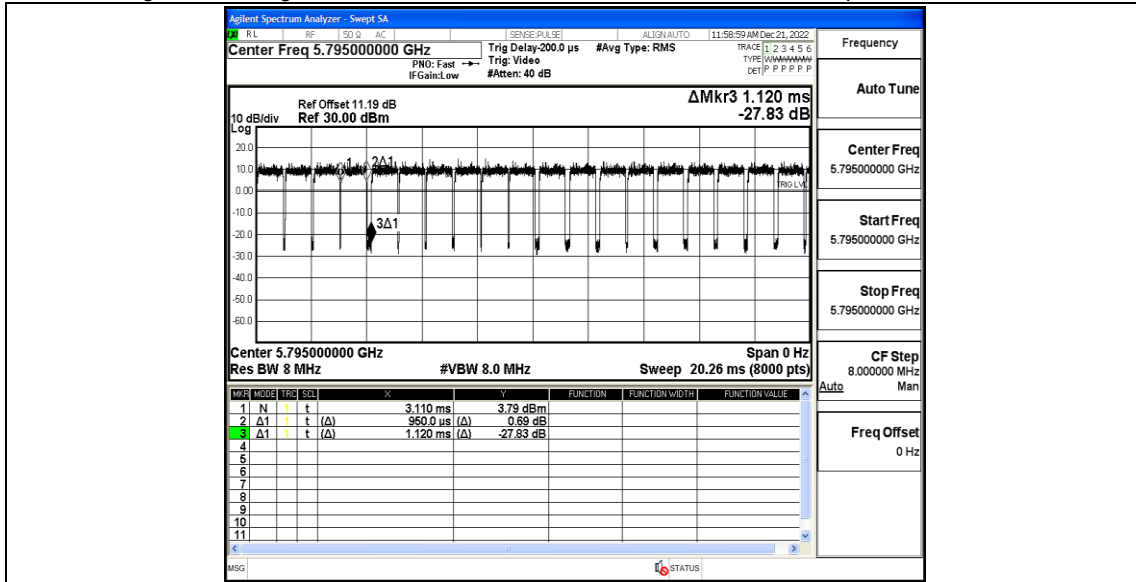 Agilent Spectrum Analyzer - Swept SA
RL RF 50 Ω AC SENSE:PULSE ALIGN AUTO 11:58:59 AM Dec 21, 2022
Center Freq 5.795000000 GHz Trig Delay-200.0 µs #Avg Type: RMS TRACE 1 2 3 4 5 6
PNO: Fast Trig: Video TYPE
IFGain:Low #Atten: 40 dB DET P P P P P P
Frequency
Auto Tune
ΔMkr3 1.120 ms
-27.83 dB
Ref Offset 11.19 dB
10 dB/div Ref 30.00 dBm
Log
20.0
10.0
0.00
-10.0
-20.0
-30.0
-40.0
-50.0
-60.0
1
2Δ1
3Δ1
TRIG LVL
Center Freq
5.795000000 GHz
Start Freq
5.795000000 GHz
Stop Freq
5.795000000 GHz
Center 5.795000000 GHz Span 0 Hz
Res BW 8 MHz #VBW 8.0 MHz Sweep 20.26 ms (8000 pts)
CF Step
8.000000 MHz
Auto Man
MKR MODE TRC SCL X Y FUNCTION FUNCTION WIDTH FUNCTION VALUE
1 N 1 t 3.110 ms 3.79 dBm
2 Δ1 1 t (Δ) 950.0 µs (Δ) 0.69 dB
3 Δ1 1 t (Δ) 1.120 ms (Δ) -27.83 dB
4
5
6
7
8
9
10
11
Freq Offset
0 Hz
MSG STATUS